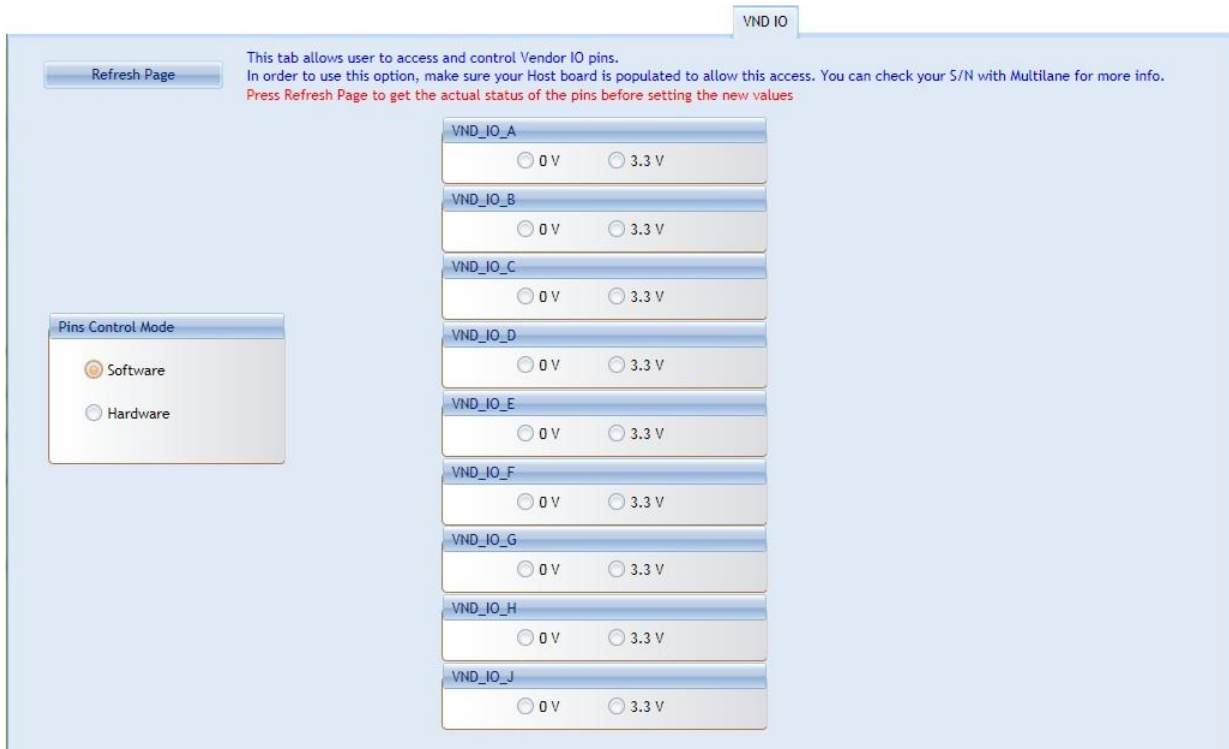 VND IO
Refresh Page
This tab allows user to access and control Vendor IO pins.
In order to use this option, make sure your Host board is populated to allow this access. You can check your S/N with Multilane for more info.
Press Refresh Page to get the actual status of the pins before setting the new values
VND_IO_A
0 V 3.3 V
VND_IO_B
0 V 3.3 V
VND_IO_C
0 V 3.3 V
Pins Control Mode
Software
Hardware
VND_IO_D
0 V 3.3 V
VND_IO_E
0 V 3.3 V
VND_IO_F
0 V 3.3 V
VND_IO_G
0 V 3.3 V
VND_IO_H
0 V 3.3 V
VND_IO_J
0 V 3.3 V